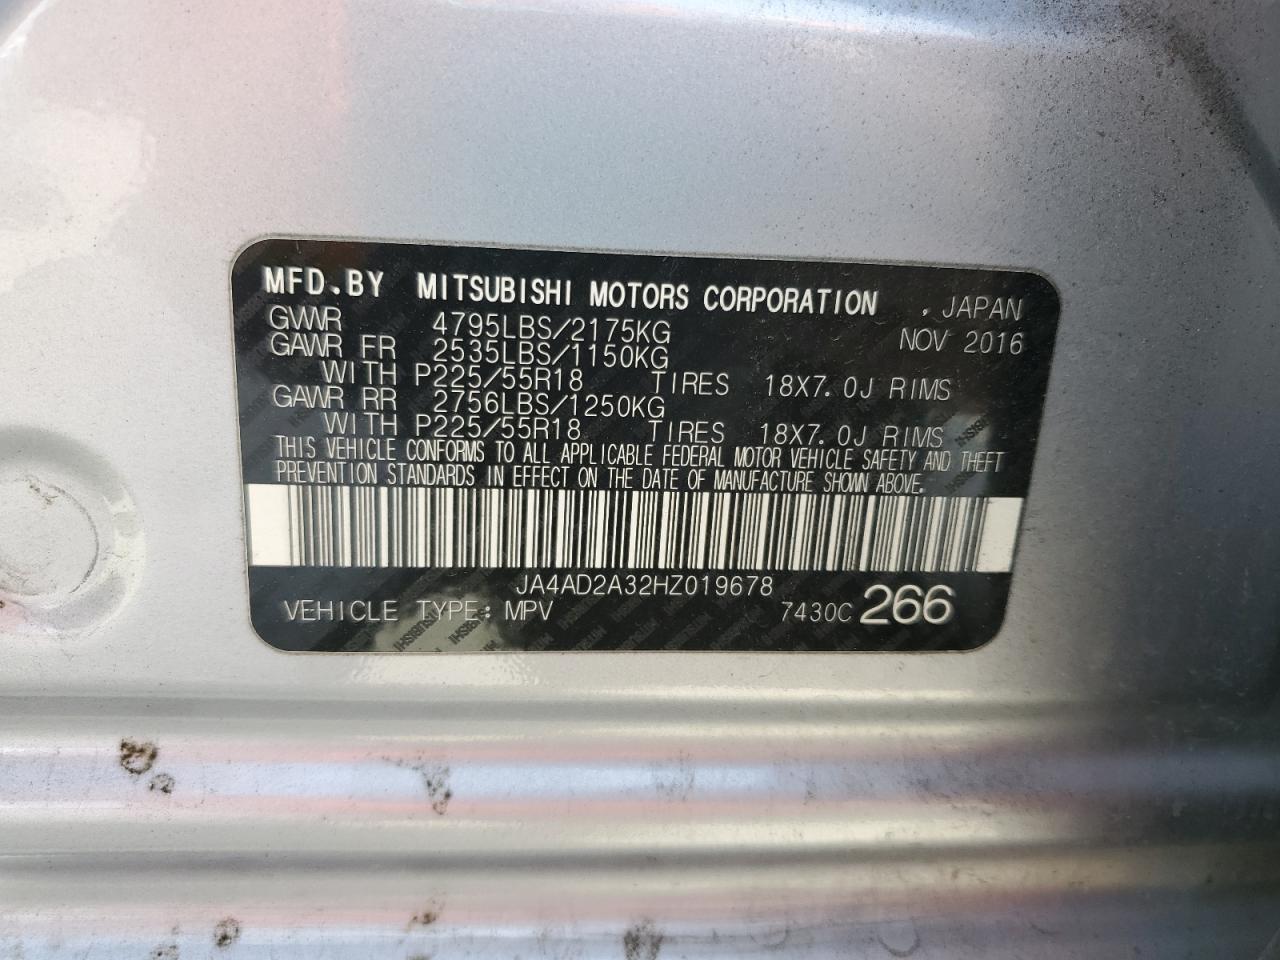 MFD.BY MITSUBISHI MOTORS CORPORATION , JAPAN
GVWR 4795LBS/2175KG NOV 2016
GAWR FR 2535LBS/1150KG
WITH P225/55R18 TIRES 18X7.0J RIMS
GAWR RR 2756LBS/1250KG
WITH P225/55R18 TIRES 18X7.0J RIMS
THIS VEHICLE CONFORMS TO ALL APPLICABLE FEDERAL MOTOR VEHICLE SAFETY AND THEFT
PREVENTION STANDARDS IN EFFECT ON THE DATE OF MANUFACTURE SHOWN ABOVE.
JA4AD2A32HZ019678
VEHICLE TYPE: MPV 7430C 266